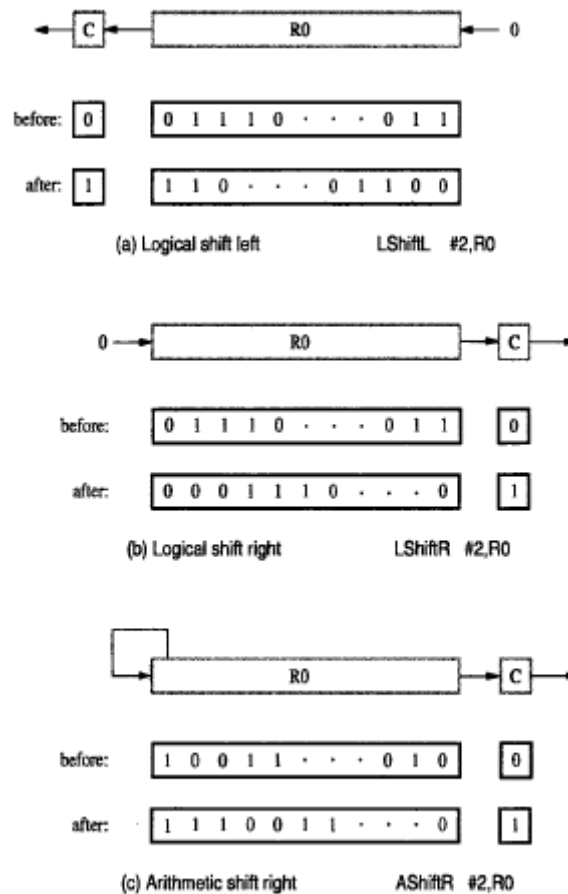 C R0 0
before: 0 0 1 1 1 0 · · · 0 1 1
after: 1 1 1 0 · · · 0 1 1 0 0
(a) Logical shift left LShiftL #2,R0
0 R0 C
before: 0 1 1 1 0 · · · 0 1 1 0
after: 0 0 0 1 1 1 0 · · · 0 1
(b) Logical shift right LShiftR #2,R0
R0 C
before: 1 0 0 1 1 · · · 0 1 0 0
after: 1 1 1 0 0 1 1 · · · 0 1
(c) Arithmetic shift right AShiftR #2,R0